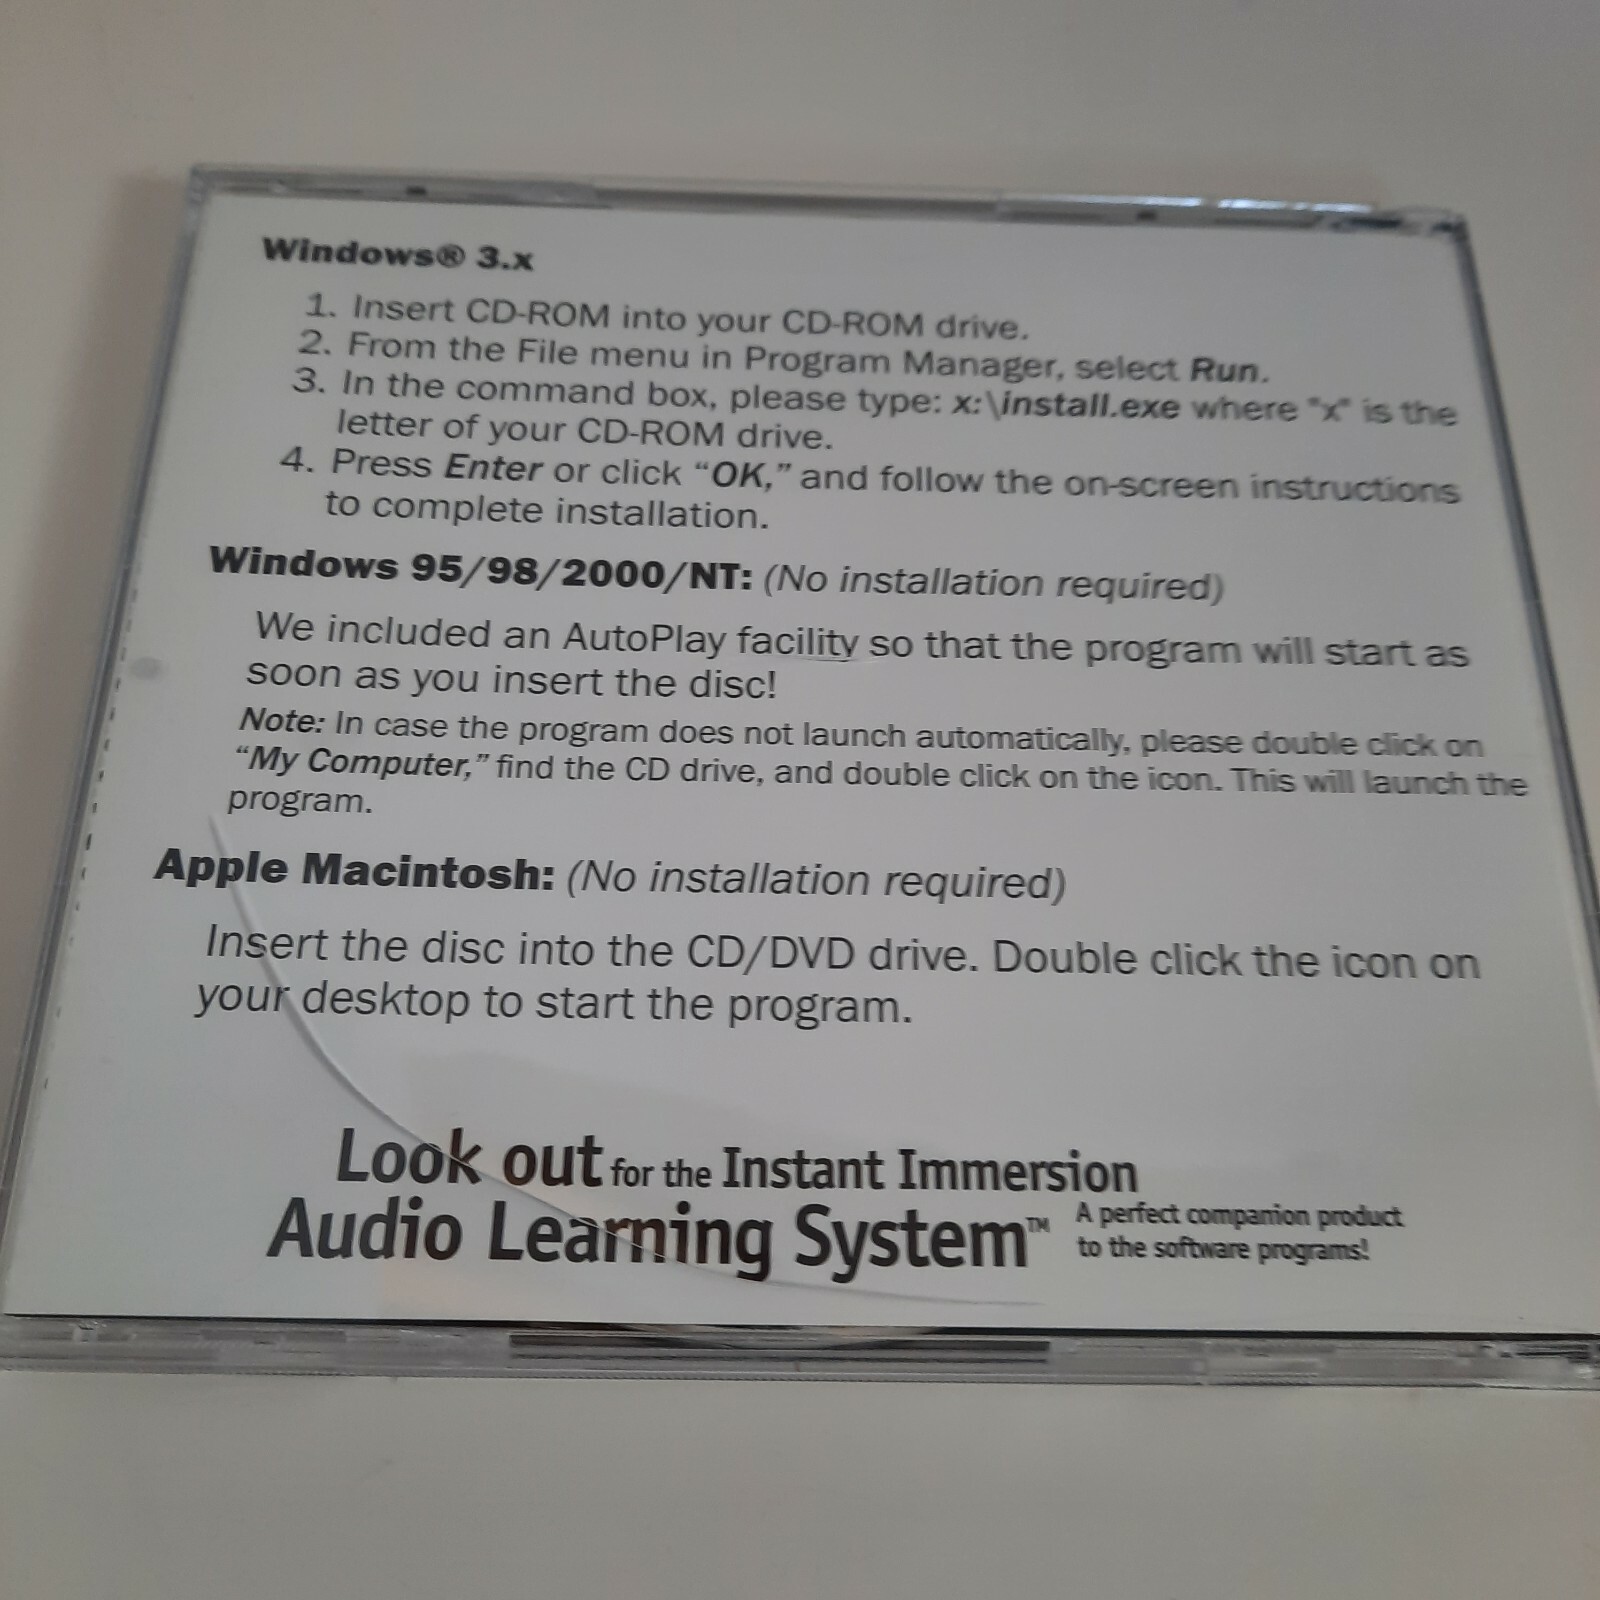 Windows® 3.x
1. Insert CD-ROM into your CD-ROM drive.
2. From the File menu in Program Manager, select Run.
3. In the command box, please type: x:\install.exe where "x" is the
letter of your CD-ROM drive.
4. Press Enter or click “OK,” and follow the on-screen instructions
to complete installation.
Windows 95/98/2000/NT: (No installation required)
We included an AutoPlay facility so that the program will start as
soon as you insert the disc!
Note: In case the program does not launch automatically, please double click on
“My Computer,” find the CD drive, and double click on the icon. This will launch the
program.
Apple Macintosh: (No installation required)
Insert the disc into the CD/DVD drive. Double click the icon on
your desktop to start the program.
Look out for the Instant Immersion
Audio Learning System™
A perfect companion product
to the software programs!